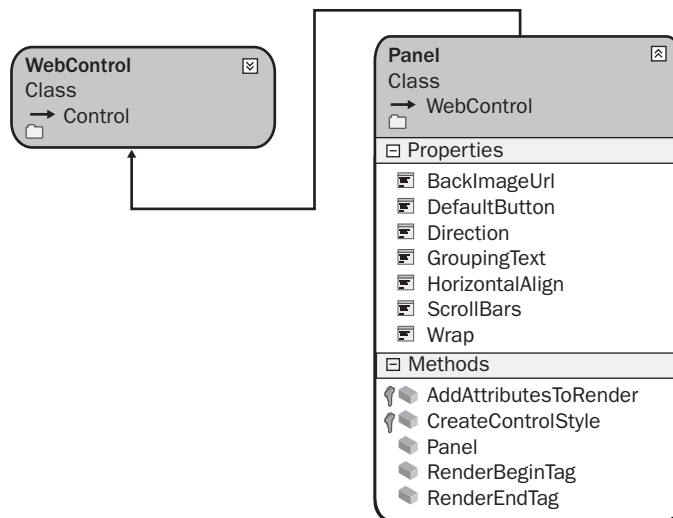 WebControl
Class
Control
Panel
Class
WebControl
Properties
BackImageUrl
DefaultButton
Direction
GroupingText
HorizontalAlign
ScrollBars
Wrap
Methods
AddAttributesToRender
CreateControlStyle
Panel
RenderBeginTag
RenderEndTag